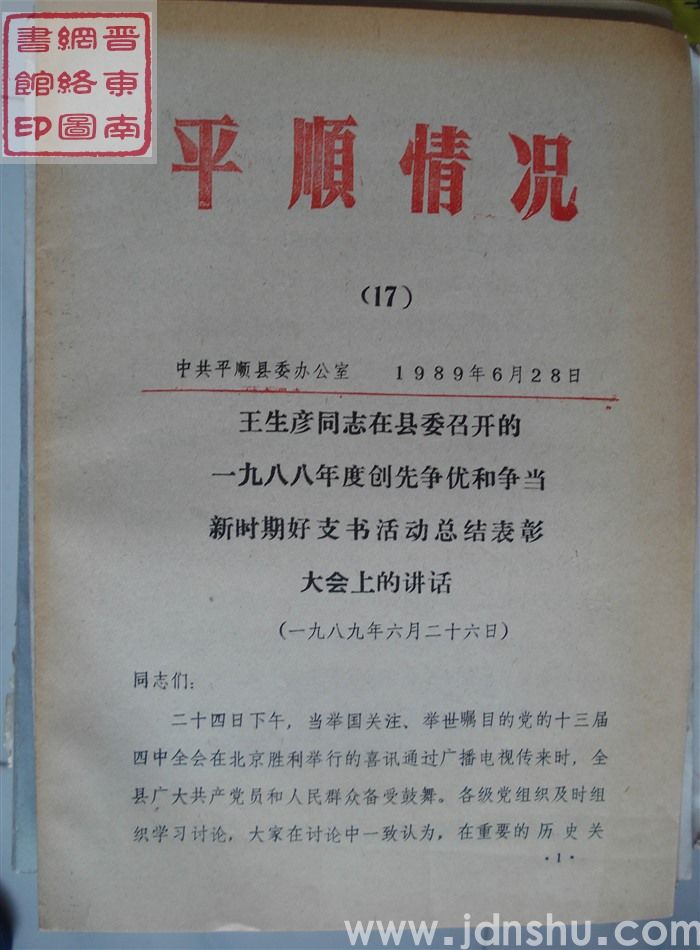 晋东南
網络圖
書館印
平顺情况
(17)
中共平顺县委办公室 1989年6月28日
王生彦同志在县委召开的
一九八八年度创先争优和争当
新时期好支书活动总结表彰
大会上的讲话
(一九八九年六月二十六日)
同志们:
二十四日下午，当举国关注、举世瞩目的党的十三届
四中全会在北京胜利举行的喜讯通过广播电视传来时，全
县广大共产党员和人民群众备受鼓舞。各级党组织及时组
织学习讨论，大家在讨论中一致认为，在重要的历史关
·1·
www.jdnshu.com